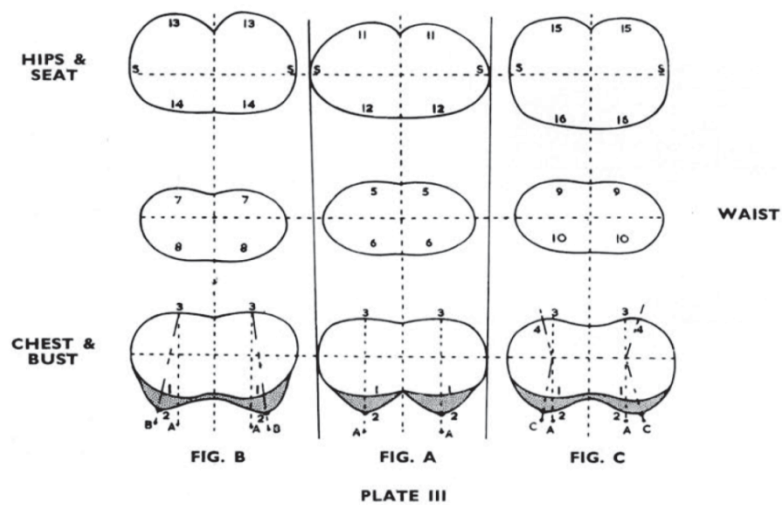 13 13 11 11 15 15
HIPS &
SEAT
S S S S S S
14 14 12 12 16 16
7 7 5 5 9 9
WAIST
8 8 6 6 10 10
3 3 3 3 3 3
4 4
CHEST &
BUST
1 1 1 1 1 1
2 2 2 2 2 2
B A A B A A C A A C
FIG. B FIG. A FIG. C
PLATE III